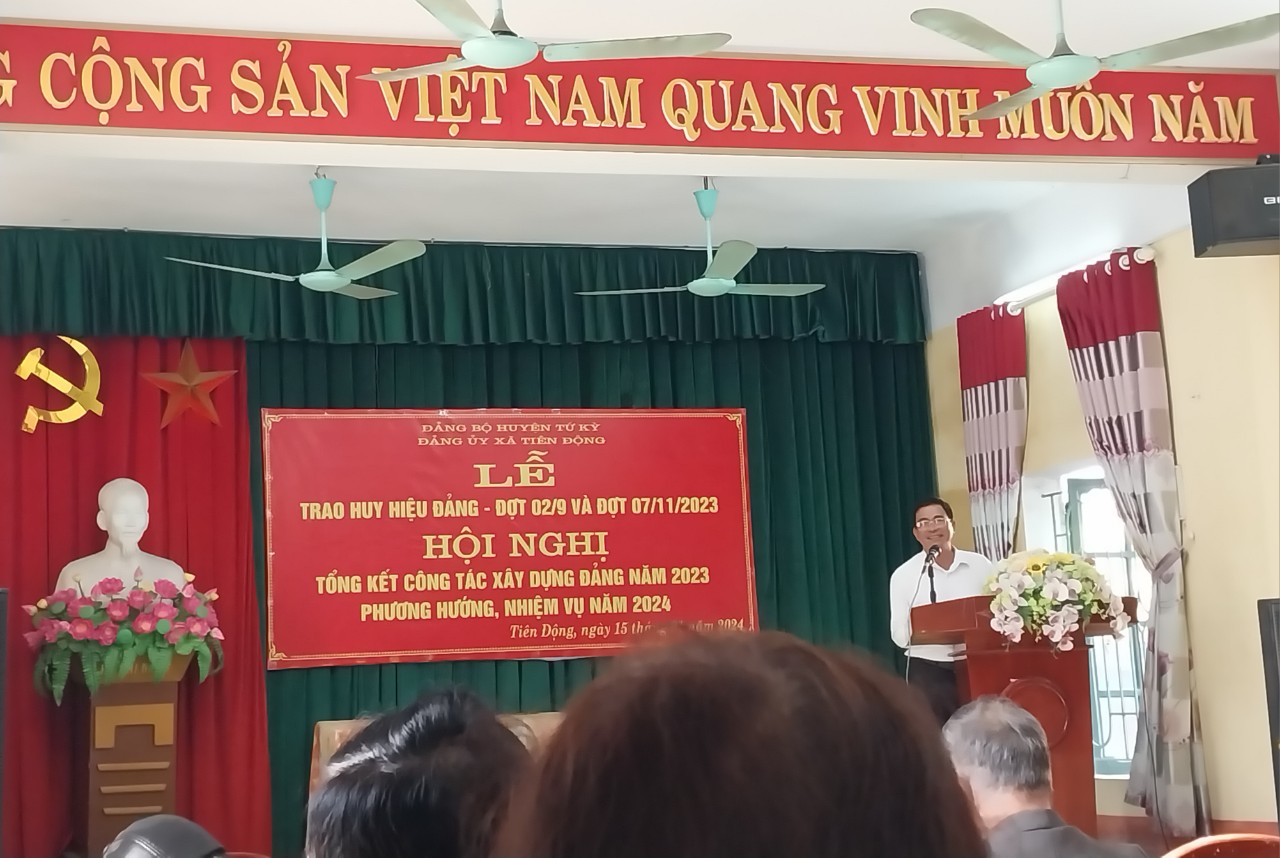 CỘNG SẢN VIỆT NAM QUANG VINH MUÔN NĂM
ĐẢNG BỘ HUYỆN TỨ KỲ
ĐẢNG ỦY XÃ TIÊN ĐỘNG
LỄ
TRAO HUY HIỆU ĐẢNG - ĐỢT 02/9 VÀ ĐỢT 07/11/2023
HỘI NGHỊ
TỔNG KẾT CÔNG TÁC XÂY DỰNG ĐẢNG NĂM 2023
PHƯƠNG HƯỚNG, NHIỆM VỤ NĂM 2024
Tiên Động, ngày 15 năm 2024